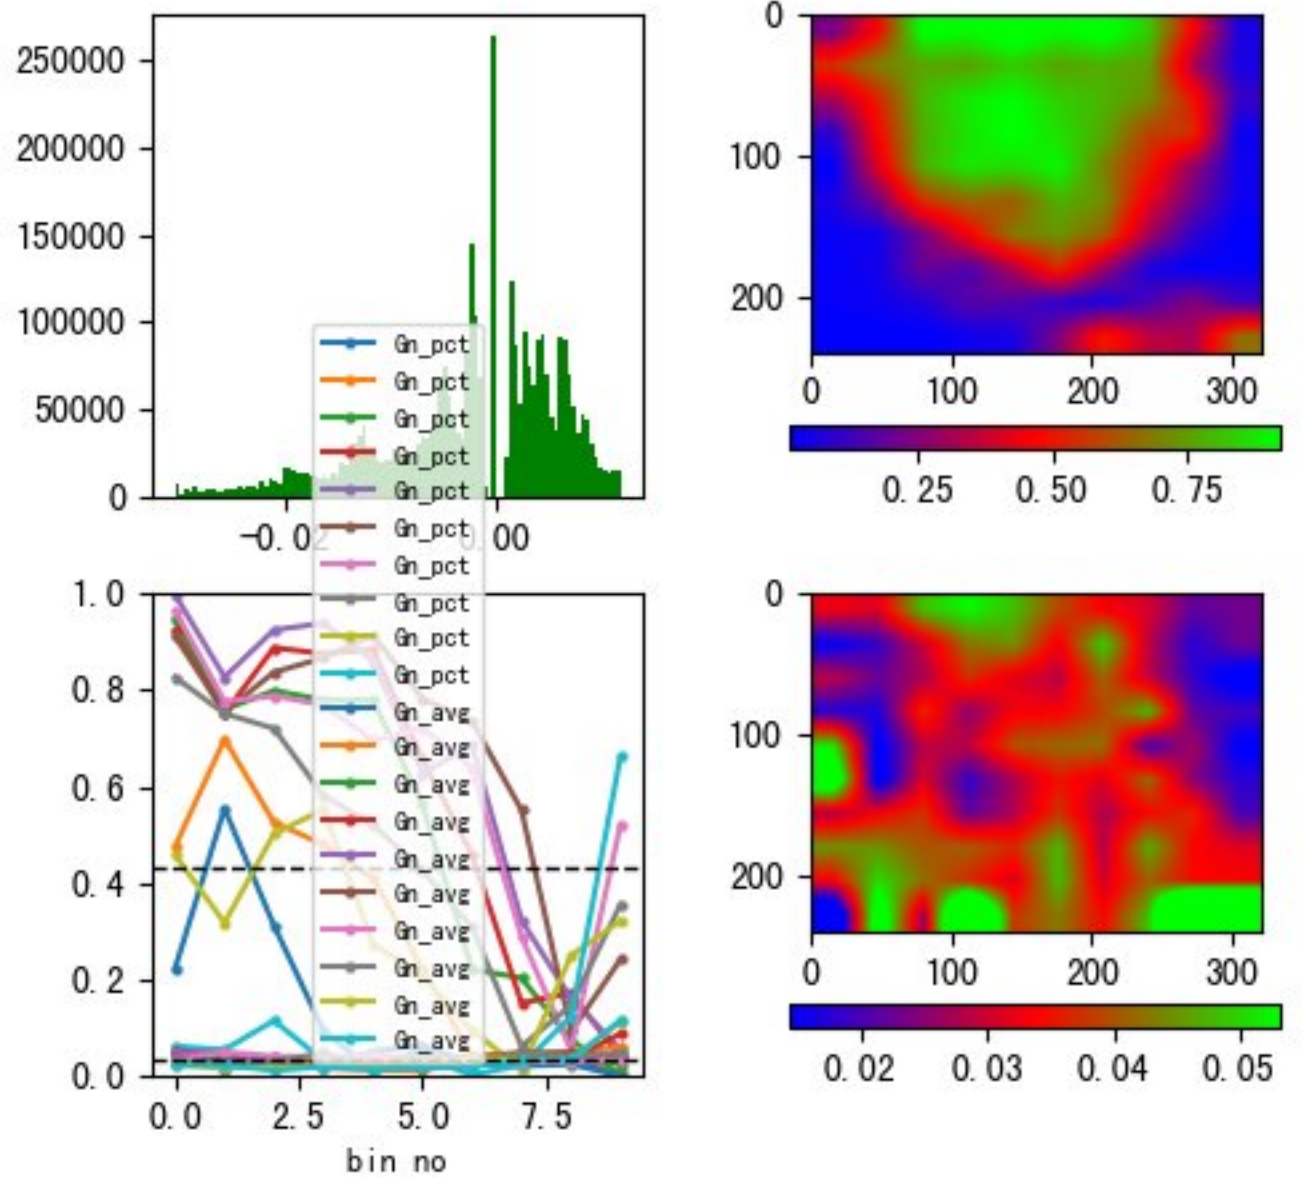 250000
200000
150000
100000
50000
0
−0.02
0.00
0
100
200
0
100
200
300
0.25
0.50
0.75
Gn_pct
Gn_pct
Gn_pct
Gn_pct
Gn_pct
Gn_pct
Gn_pct
Gn_pct
Gn_pct
Gn_pct
Gn_avg
Gn_avg
Gn_avg
Gn_avg
Gn_avg
Gn_avg
Gn_avg
Gn_avg
Gn_avg
Gn_avg
1.0
0.8
0.6
0.4
0.2
0.0
0.0
2.5
5.0
7.5
bin no
0
100
200
0
100
200
300
0.02
0.03
0.04
0.05